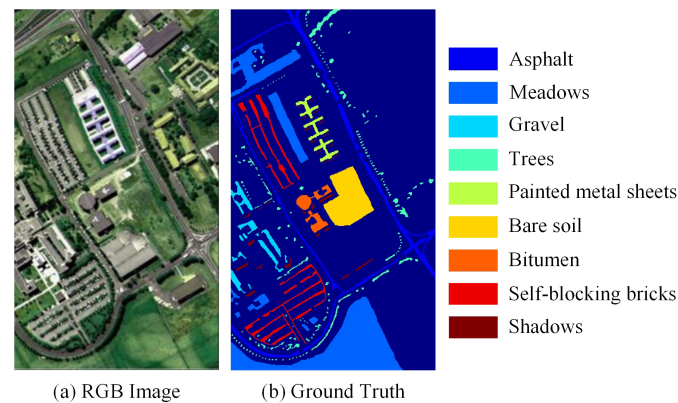 Asphalt
Meadows
Gravel
Trees
Painted metal sheets
Bare soil
Bitumen
Self-blocking bricks
Shadows
(a) RGB Image
(b) Ground Truth